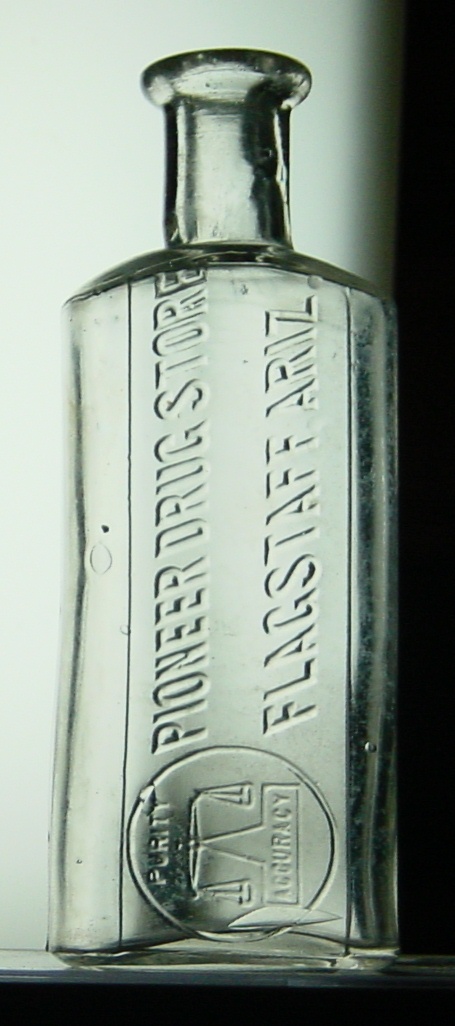 PIONEER DRUG STORE
FLAGSTAFF ARIZ.
PURITY
ACCURACY